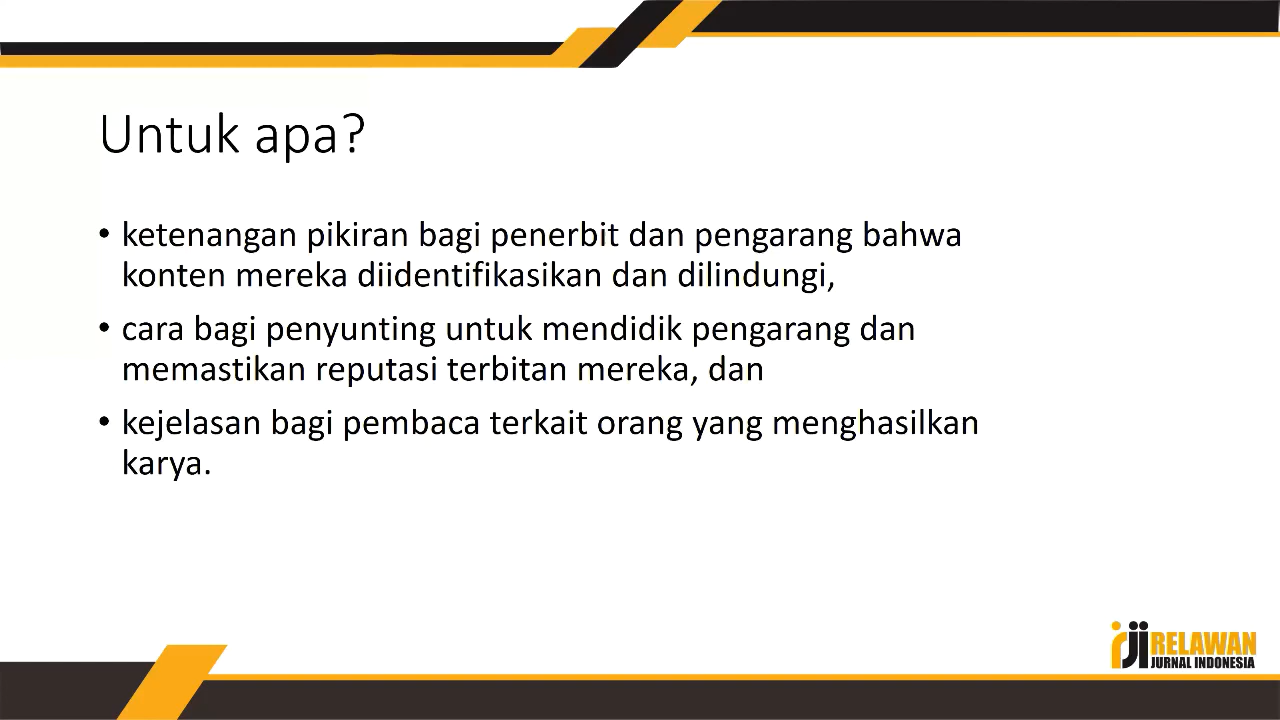 Untuk apa?
• ketenangan pikiran bagi penerbit dan pengarang bahwa
konten mereka diidentifikasikan dan dilindungi,
• cara bagi penyunting untuk mendidik pengarang dan
memastikan reputasi terbitan mereka, dan
• kejelasan bagi pembaca terkait orang yang menghasilkan
karya.
RELAWAN
JURNAL INDONESIA